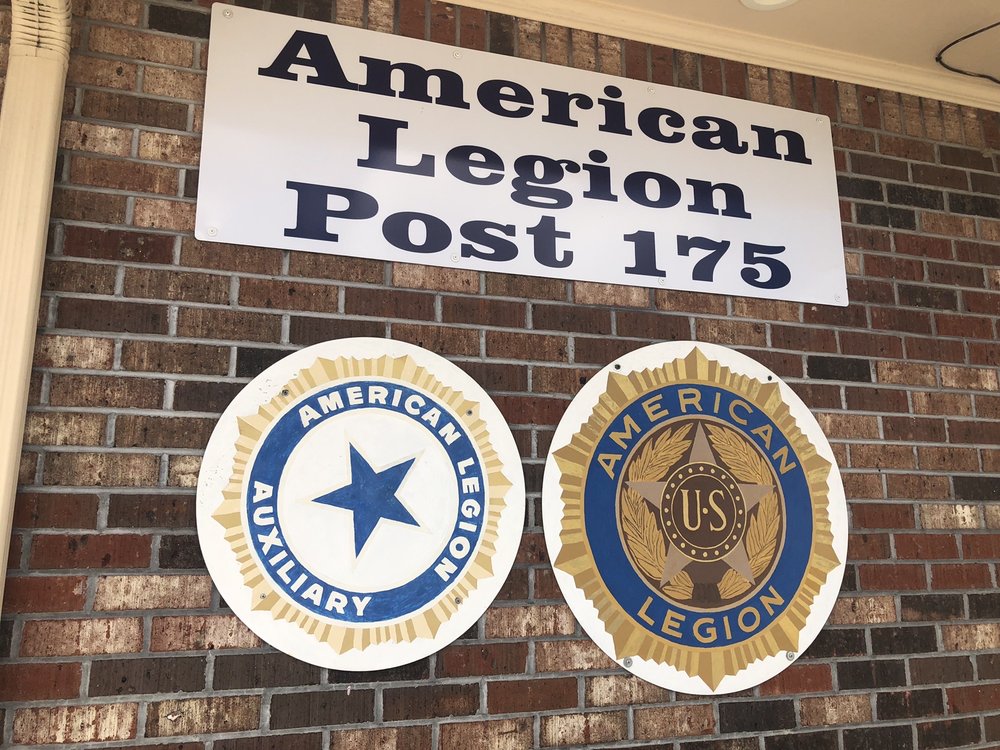 American
Legion
Post 175
AMERICAN LEGION
AUXILIARY
AMERICAN
U.S
LEGION